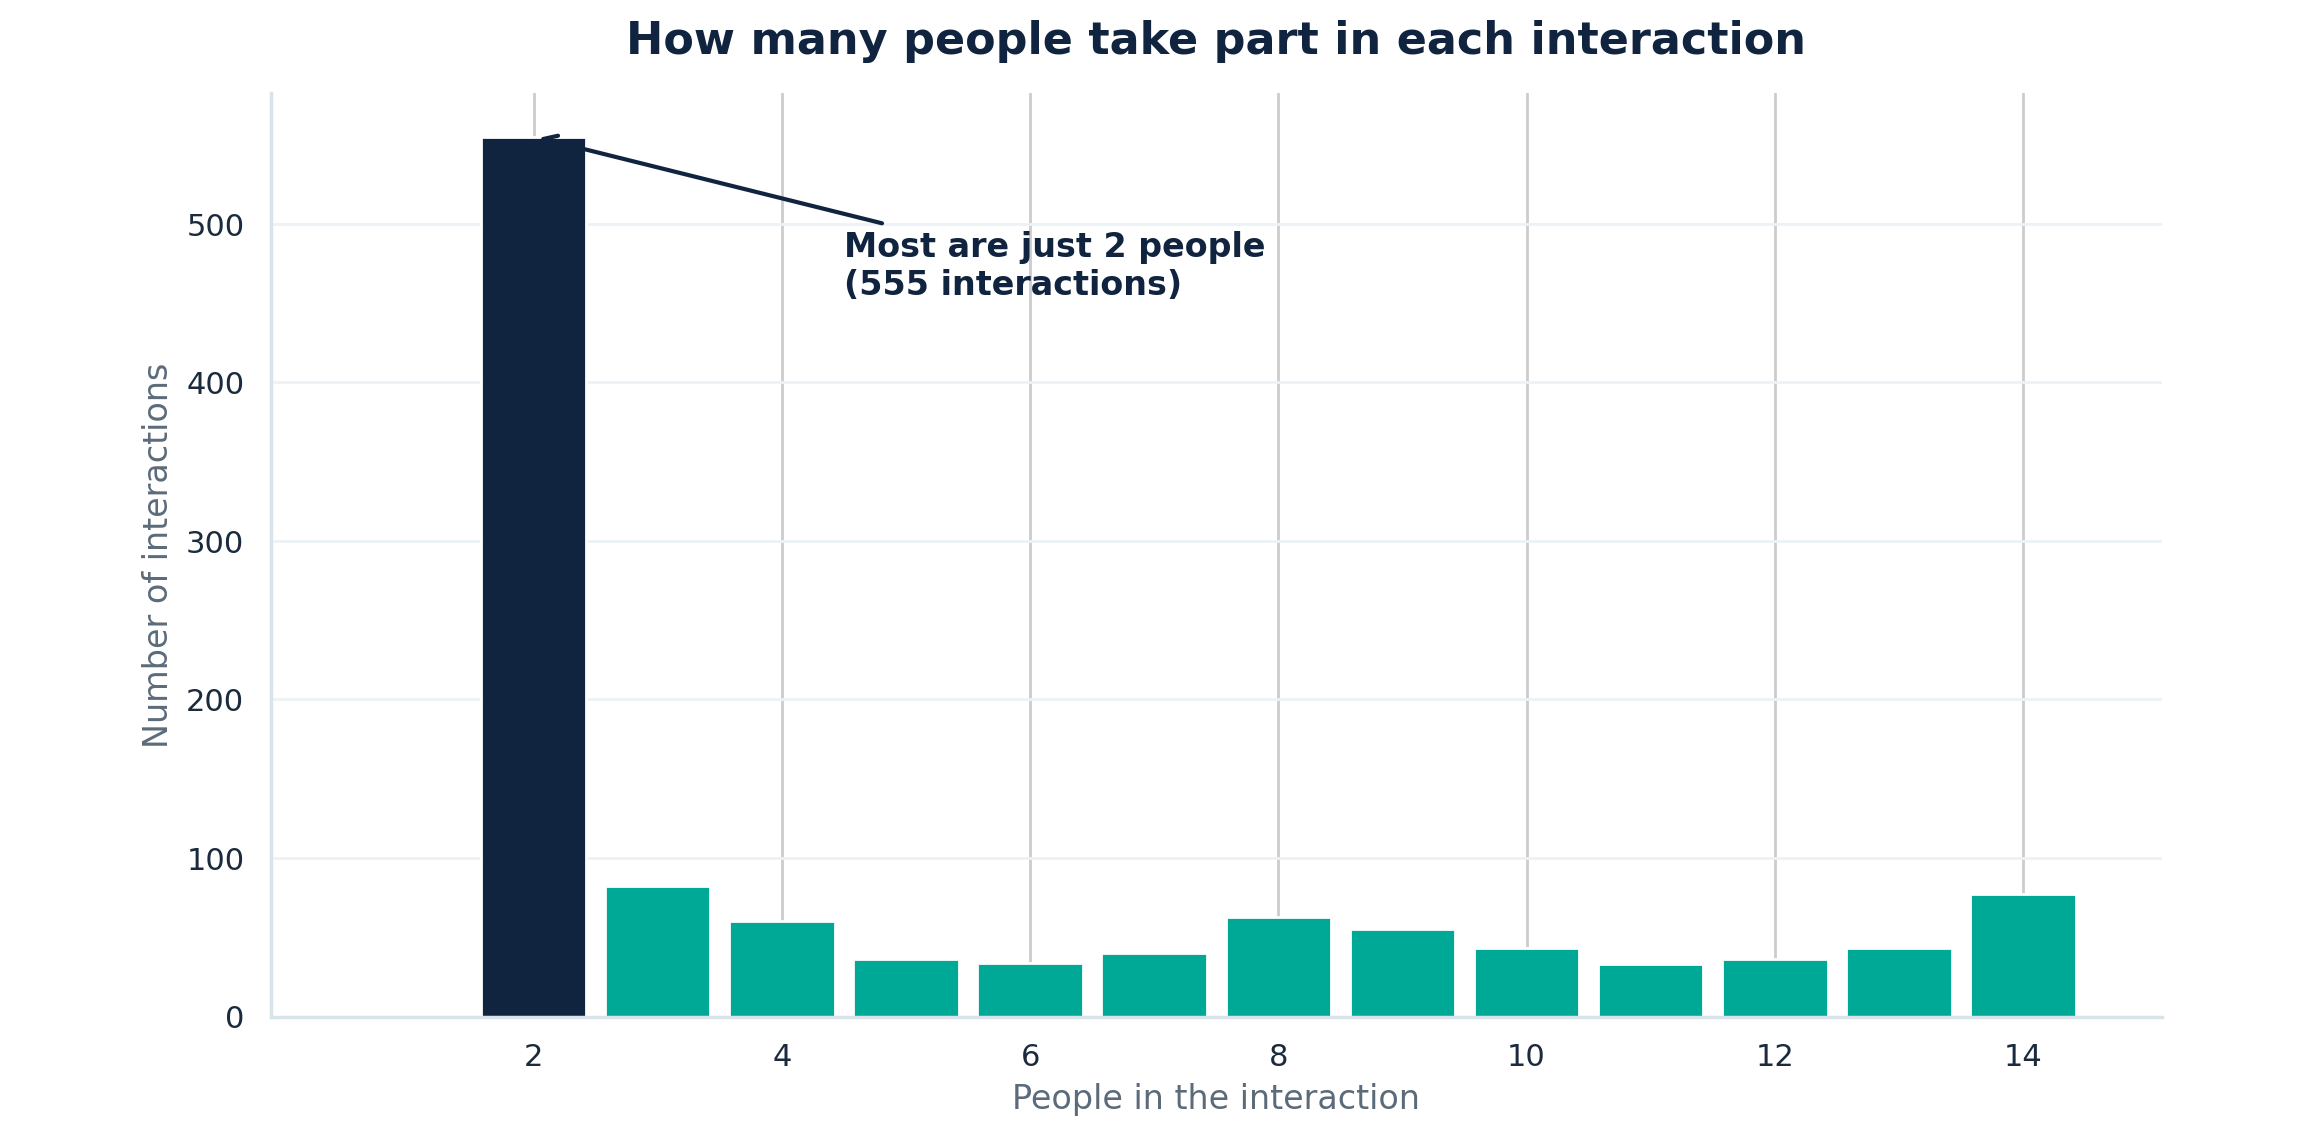 How many people take part in each interaction
Number of interactions
500
400
300
200
100
0
Most are just 2 people
(555 interactions)
2 4 6 8 10 12 14
People in the interaction